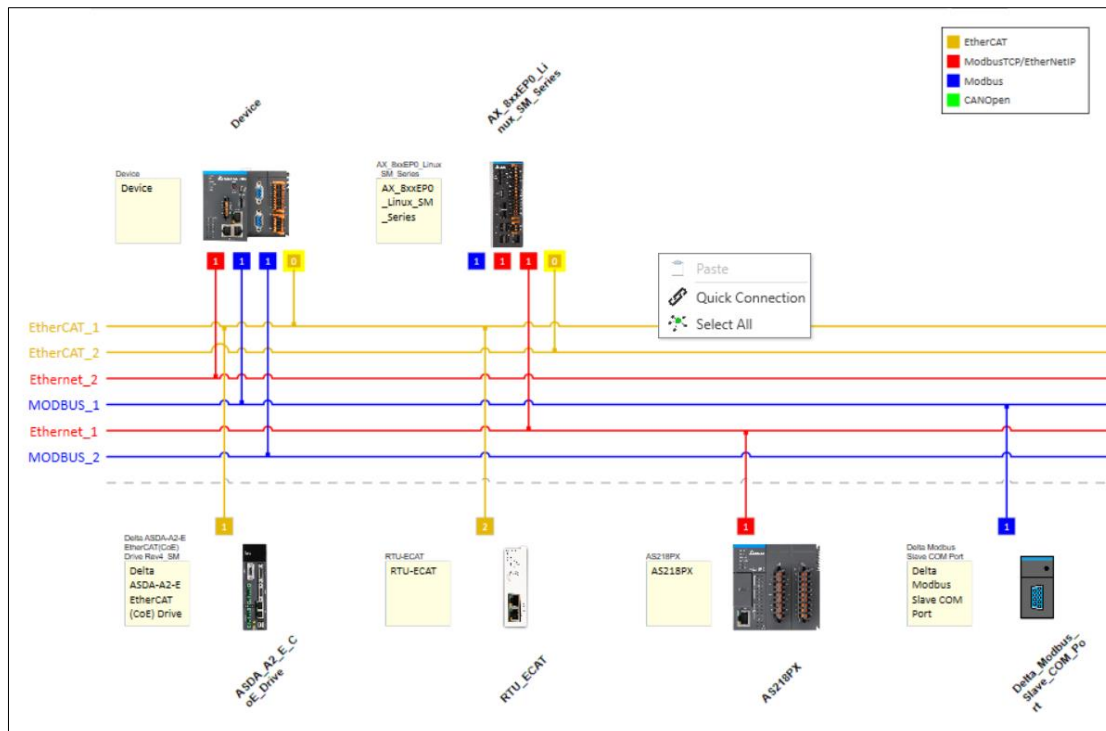 EtherCAT
ModbusTCP/EtherNetIP
Modbus
CANOpen
Device
AX_8xxEP0_Li
nux_SM_Series
Device
Device
AX_8xxEP0_Linux
SM_Series
AX_8xxEP0
_Linux_SM
_Series
1
1
1
0
1
1
1
0
Paste
Quick Connection
Select All
EtherCAT_1
EtherCAT_2
Ethernet_2
MODBUS_1
Ethernet_1
MODBUS_2
1
2
1
1
Delta ASDA-A2-E
EtherCAT(CoE)
Drive Rev4_SM
Delta
ASDA-A2-E
EtherCAT
(CoE) Drive
RTU-ECAT
RTU-ECAT
AS218PX
AS218PX
Delta Modbus
Slave COM Port
Delta
Modbus
Slave COM
Port
ASDA_A2_E_C
oE_Drive
RTU_ECAT
AS218PX
Delta_Modbus_
Slave_COM_Po
rt